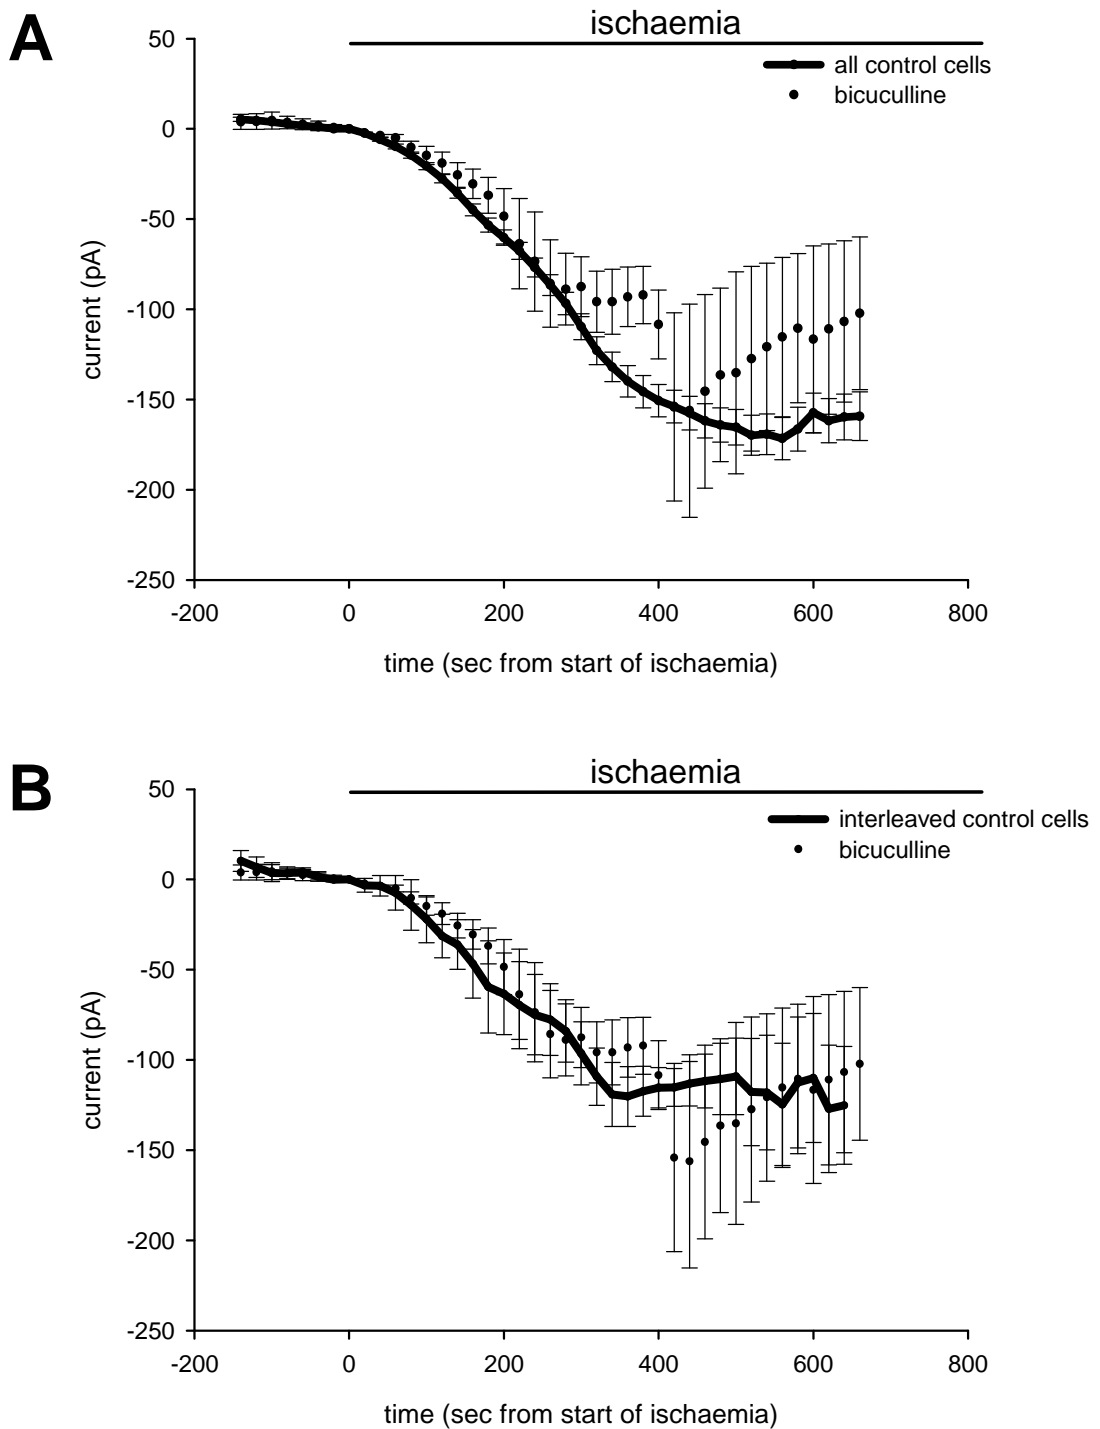 A
ischaemia
all control cells
bicuculline
50
0
-50
-100
-150
-200
-250
current (pA)
-200 0 200 400 600 800
time (sec from start of ischaemia)
B
ischaemia
interleaved control cells
bicuculline
50
0
-50
-100
-150
-200
-250
current (pA)
-200 0 200 400 600 800
time (sec from start of ischaemia)